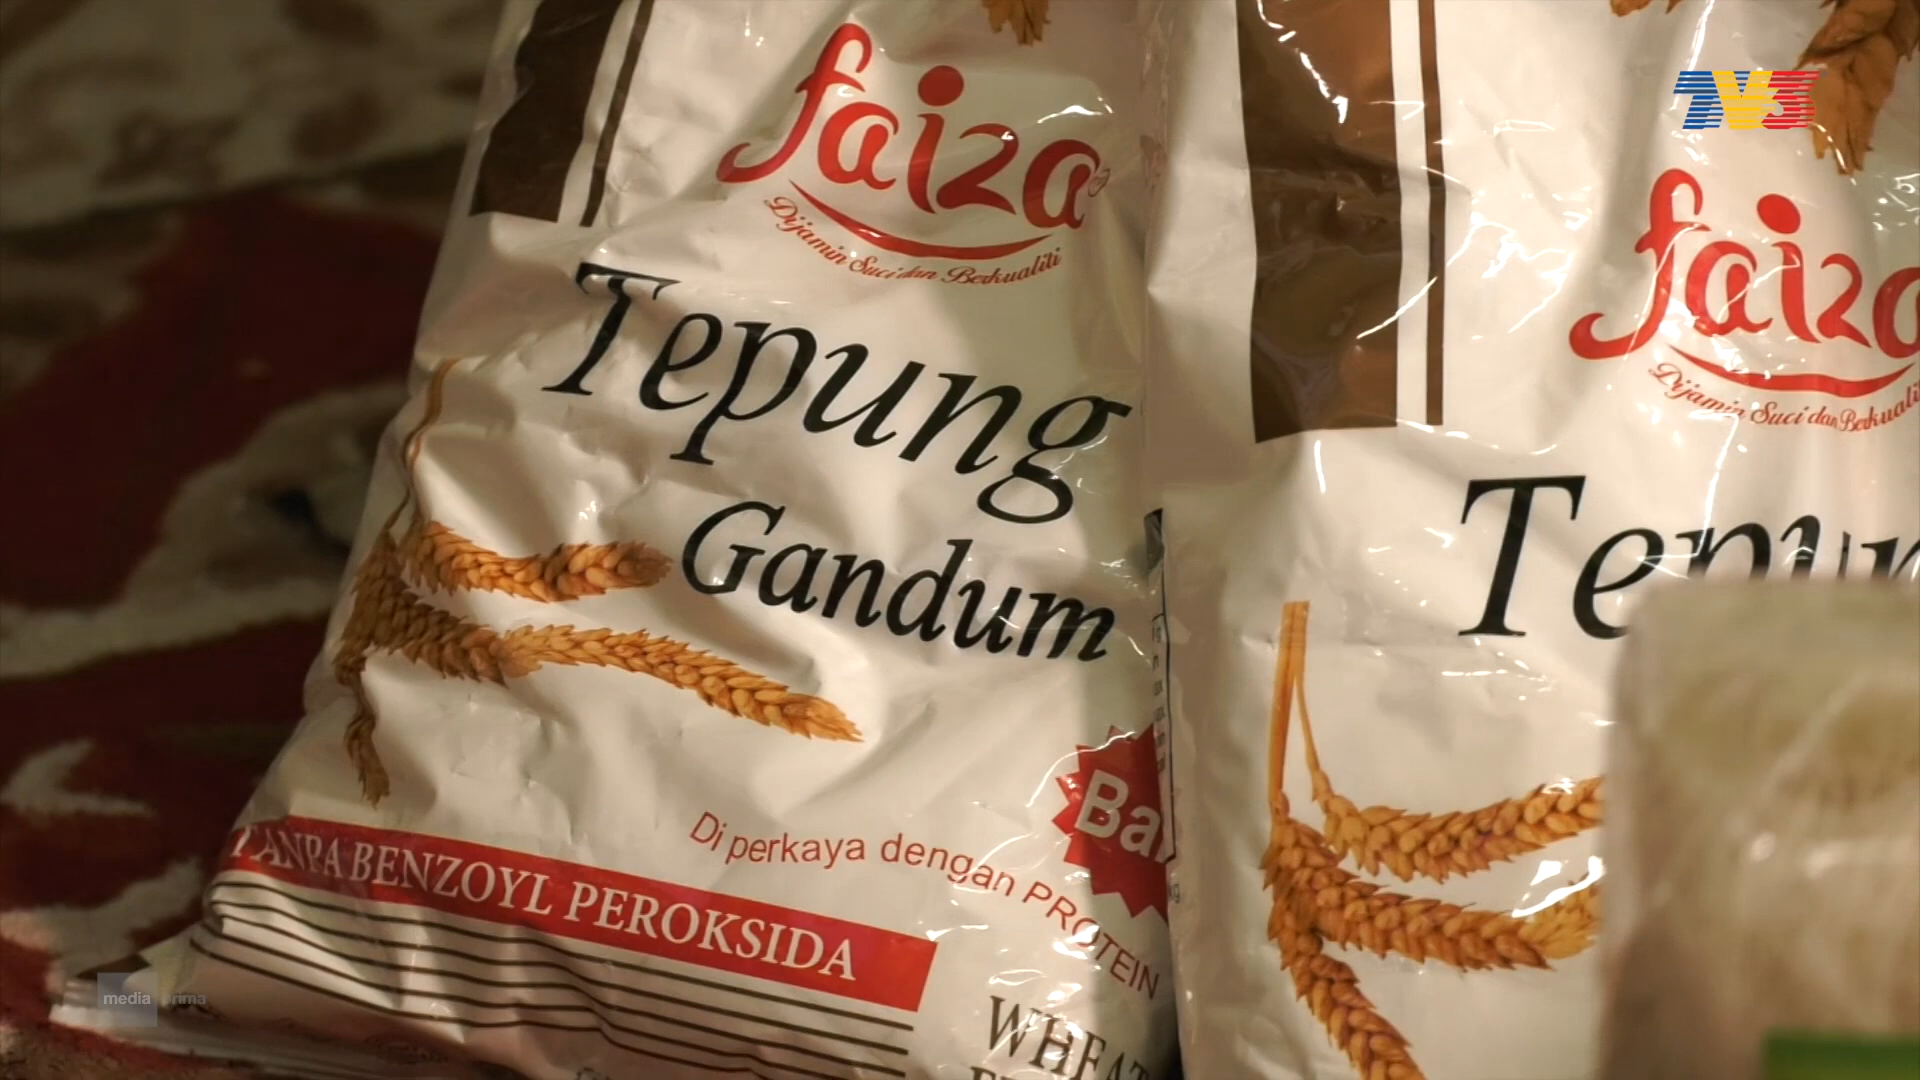 faiza
Dijamin Suci dan Berkualiti
Tepung
Gandum
Di perkaya dengan PROTEIN
TANPA BENZOYL PEROKSIDA
WHEAT
TV3
faiza
Dijamin Suci dan Berkualiti
media prima